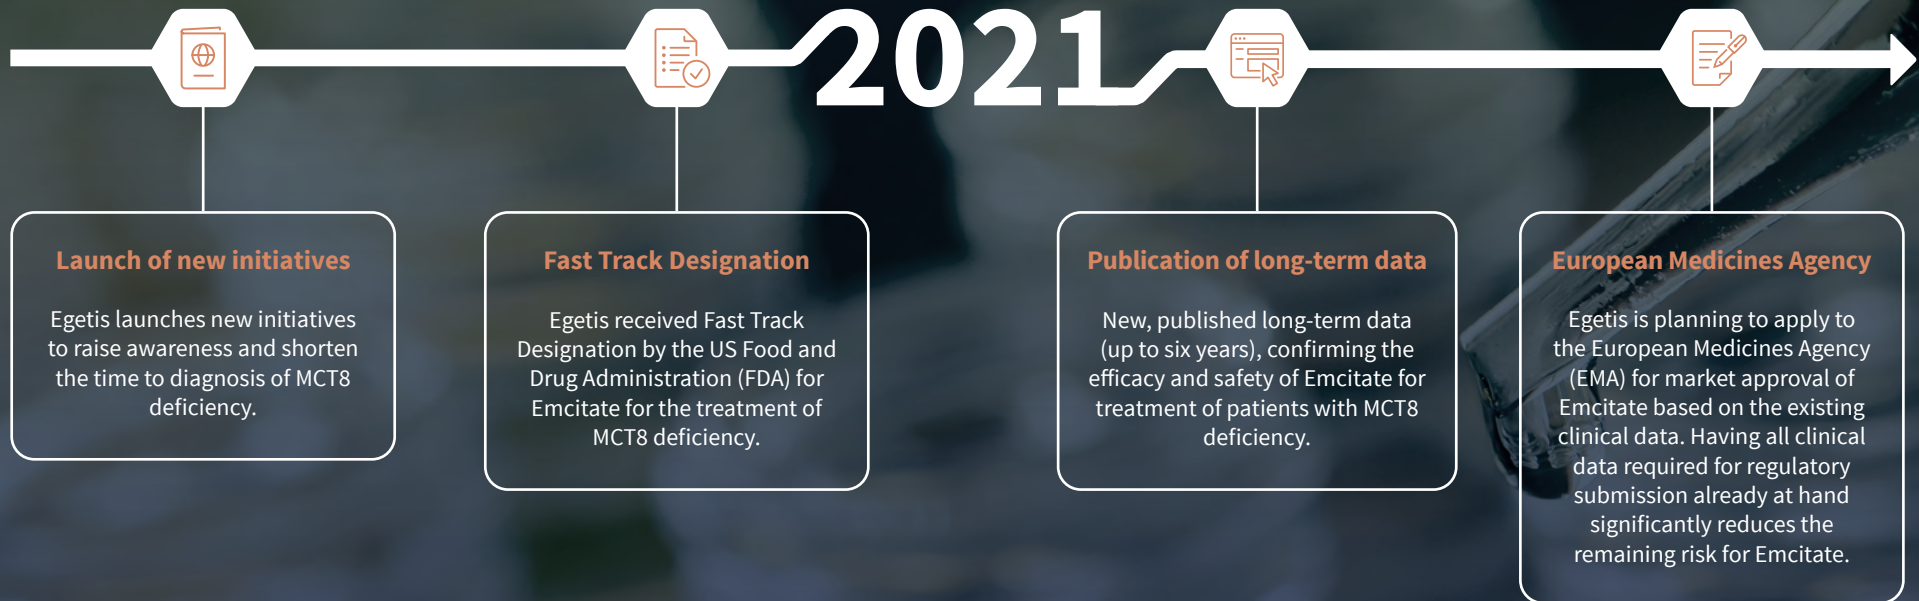 2021
Launch of new initiatives
Egetis launches new initiatives
to raise awareness and shorten
the time to diagnosis of MCT8
deficiency.
Fast Track Designation
Egetis received Fast Track
Designation by the US Food and
Drug Administration (FDA) for
Emcitate for the treatment of
MCT8 deficiency.
Publication of long-term data
New, published long-term data
(up to six years), confirming the
efficacy and safety of Emcitate for
treatment of patients with MCT8
deficiency.
European Medicines Agency
Egetis is planning to apply to
the European Medicines Agency
(EMA) for market approval of
Emcitate based on the existing
clinical data. Having all clinical
data required for regulatory
submission already at hand
significantly reduces the
remaining risk for Emcitate.